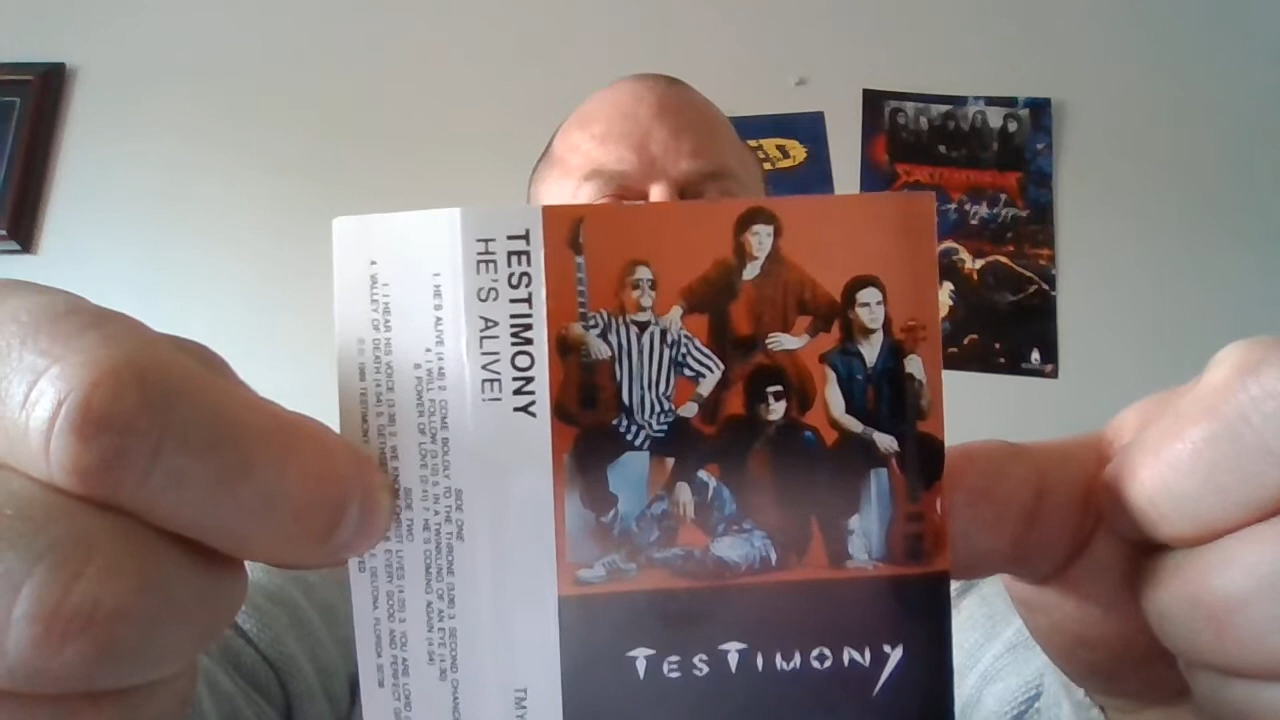 TESTIMONY
HE'S ALIVE!
SIDE ONE
1. HE'S ALIVE (4:48) 2. COME BOLDLY TO THE THRONE (3:06) 3. SECOND
4. I WILL FOLLOW (3:12) 5. IN A TWINKLING OF AN EYE (4:30)
6. POWER OF LOVE (2:41) 7. HE'S COMING AGAIN (4:54)
SIDE TWO
1. I HEAR HIS VOICE (3:38) 2. WE KNOW CHRIST LIVES (4:25) 3. YOU ARE LORD
4. VALLEY OF DEATH (4:54) 5. EVERY GOOD AND PERFECT
1989 TESTIMONY DELTONA, FLORIDA
TMY
TESTIMONY